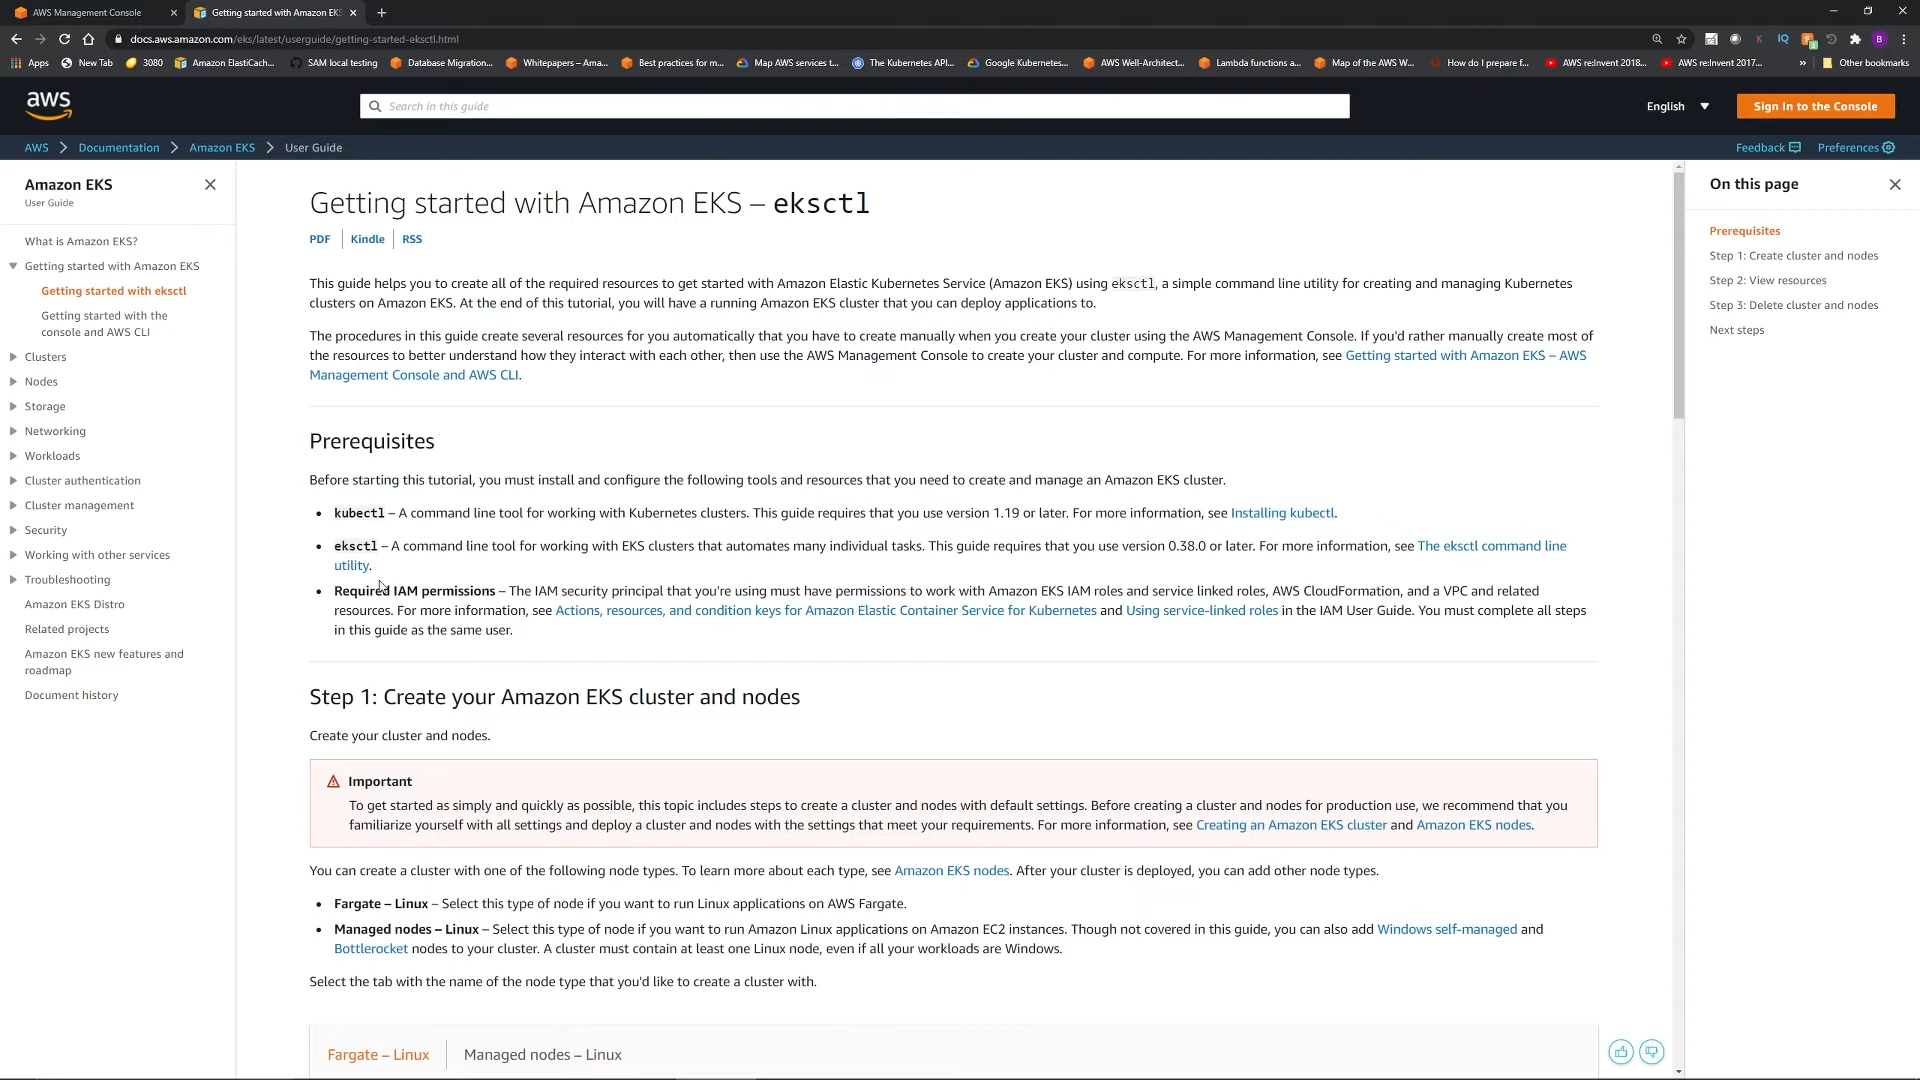 AWS Management Console
Getting started with Amazon EKS
docs.aws.amazon.com/eks/latest/userguide/getting-started-eksctl.html
Apps
New Tab
3080
Amazon ElastiCach...
SAM local testing
Database Migration...
Whitepapers – Ama...
Best practices for m...
Map AWS services t...
The Kubernetes API...
Google Kubernetes...
AWS Well-Architect...
Lambda functions a...
Map of the AWS W...
How do I prepare f...
AWS re:Invent 2018...
AWS re:Invent 2017...
»
Other bookmarks
aws
Search in this guide
English
Sign In to the Console
AWS
Documentation
Amazon EKS
User Guide
Feedback
Preferences
Amazon EKS
User Guide
What is Amazon EKS?
Getting started with Amazon EKS
Getting started with eksctl
Getting started with the
console and AWS CLI
Clusters
Nodes
Storage
Networking
Workloads
Cluster authentication
Cluster management
Security
Working with other services
Troubleshooting
Amazon EKS Distro
Related projects
Amazon EKS new features and
roadmap
Document history
Getting started with Amazon EKS – eksctl
PDF
Kindle
RSS
This guide helps you to create all of the required resources to get started with Amazon Elastic Kubernetes Service (Amazon EKS) using eksctl, a simple command line utility for creating and managing Kubernetes
clusters on Amazon EKS. At the end of this tutorial, you will have a running Amazon EKS cluster that you can deploy applications to.
The procedures in this guide create several resources for you automatically that you have to create manually when you create your cluster using the AWS Management Console. If you'd rather manually create most of
the resources to better understand how they interact with each other, then use the AWS Management Console to create your cluster and compute. For more information, see Getting started with Amazon EKS – AWS
Management Console and AWS CLI.
Prerequisites
Before starting this tutorial, you must install and configure the following tools and resources that you need to create and manage an Amazon EKS cluster.
• kubectl – A command line tool for working with Kubernetes clusters. This guide requires that you use version 1.19 or later. For more information, see Installing kubectl.
• eksctl – A command line tool for working with EKS clusters that automates many individual tasks. This guide requires that you use version 0.38.0 or later. For more information, see The eksctl command line
utility.
• Required IAM permissions – The IAM security principal that you're using must have permissions to work with Amazon EKS IAM roles and service linked roles, AWS CloudFormation, and a VPC and related
resources. For more information, see Actions, resources, and condition keys for Amazon Elastic Container Service for Kubernetes and Using service-linked roles in the IAM User Guide. You must complete all steps
in this guide as the same user.
Step 1: Create your Amazon EKS cluster and nodes
Create your cluster and nodes.
Important
To get started as simply and quickly as possible, this topic includes steps to create a cluster and nodes with default settings. Before creating a cluster and nodes for production use, we recommend that you
familiarize yourself with all settings and deploy a cluster and nodes with the settings that meet your requirements. For more information, see Creating an Amazon EKS cluster and Amazon EKS nodes.
You can create a cluster with one of the following node types. To learn more about each type, see Amazon EKS nodes. After your cluster is deployed, you can add other node types.
• Fargate – Linux – Select this type of node if you want to run Linux applications on AWS Fargate.
• Managed nodes – Linux – Select this type of node if you want to run Amazon Linux applications on Amazon EC2 instances. Though not covered in this guide, you can also add Windows self-managed and
Bottlerocket nodes to your cluster. A cluster must contain at least one Linux node, even if all your workloads are Windows.
Select the tab with the name of the node type that you'd like to create a cluster with.
Fargate – Linux
Managed nodes – Linux
On this page
Prerequisites
Step 1: Create cluster and nodes
Step 2: View resources
Step 3: Delete cluster and nodes
Next steps